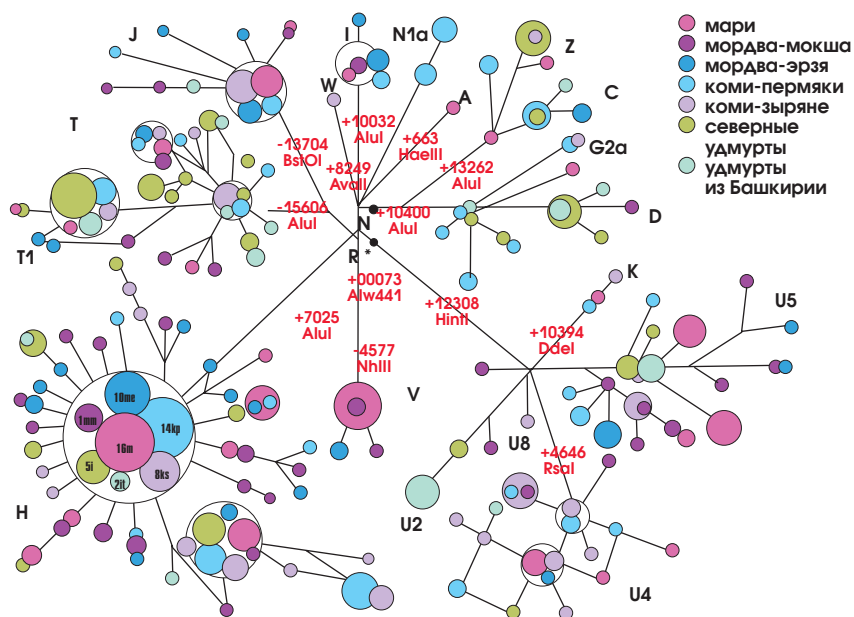 J
I
N1a
Z
мари
мордва-мокша
мордва-эрзя
коми-пермяки
коми-зыряне
северные
удмурты
удмурты
из Башкирии
W
A
C
T
+10032
AluI
-13704
BstOI
+663
HaeIII
G2a
+8249
AvaII
+13262
AluI
-15606
AluI
+10400
AluI
N
D
T1
R *
+00073
Alw441
K
U5
+12308
HinfI
+7025
AluI
+10394
DdeI
-4577
NhIII
V
10me
1mm
14kp
16m
5i
8ks
2it
U8
+4646
RsaI
H
U2
U4